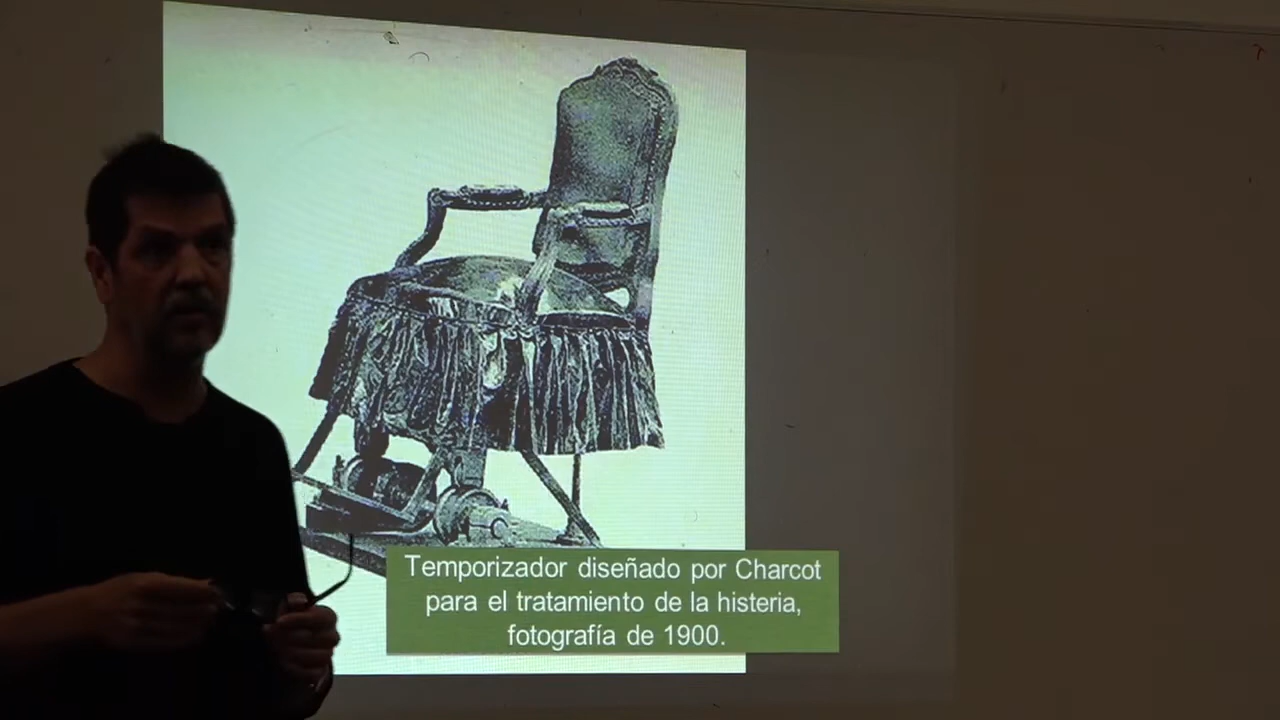 Temporizador diseñado por Charcot
para el tratamiento de la histeria,
fotografía de 1900.